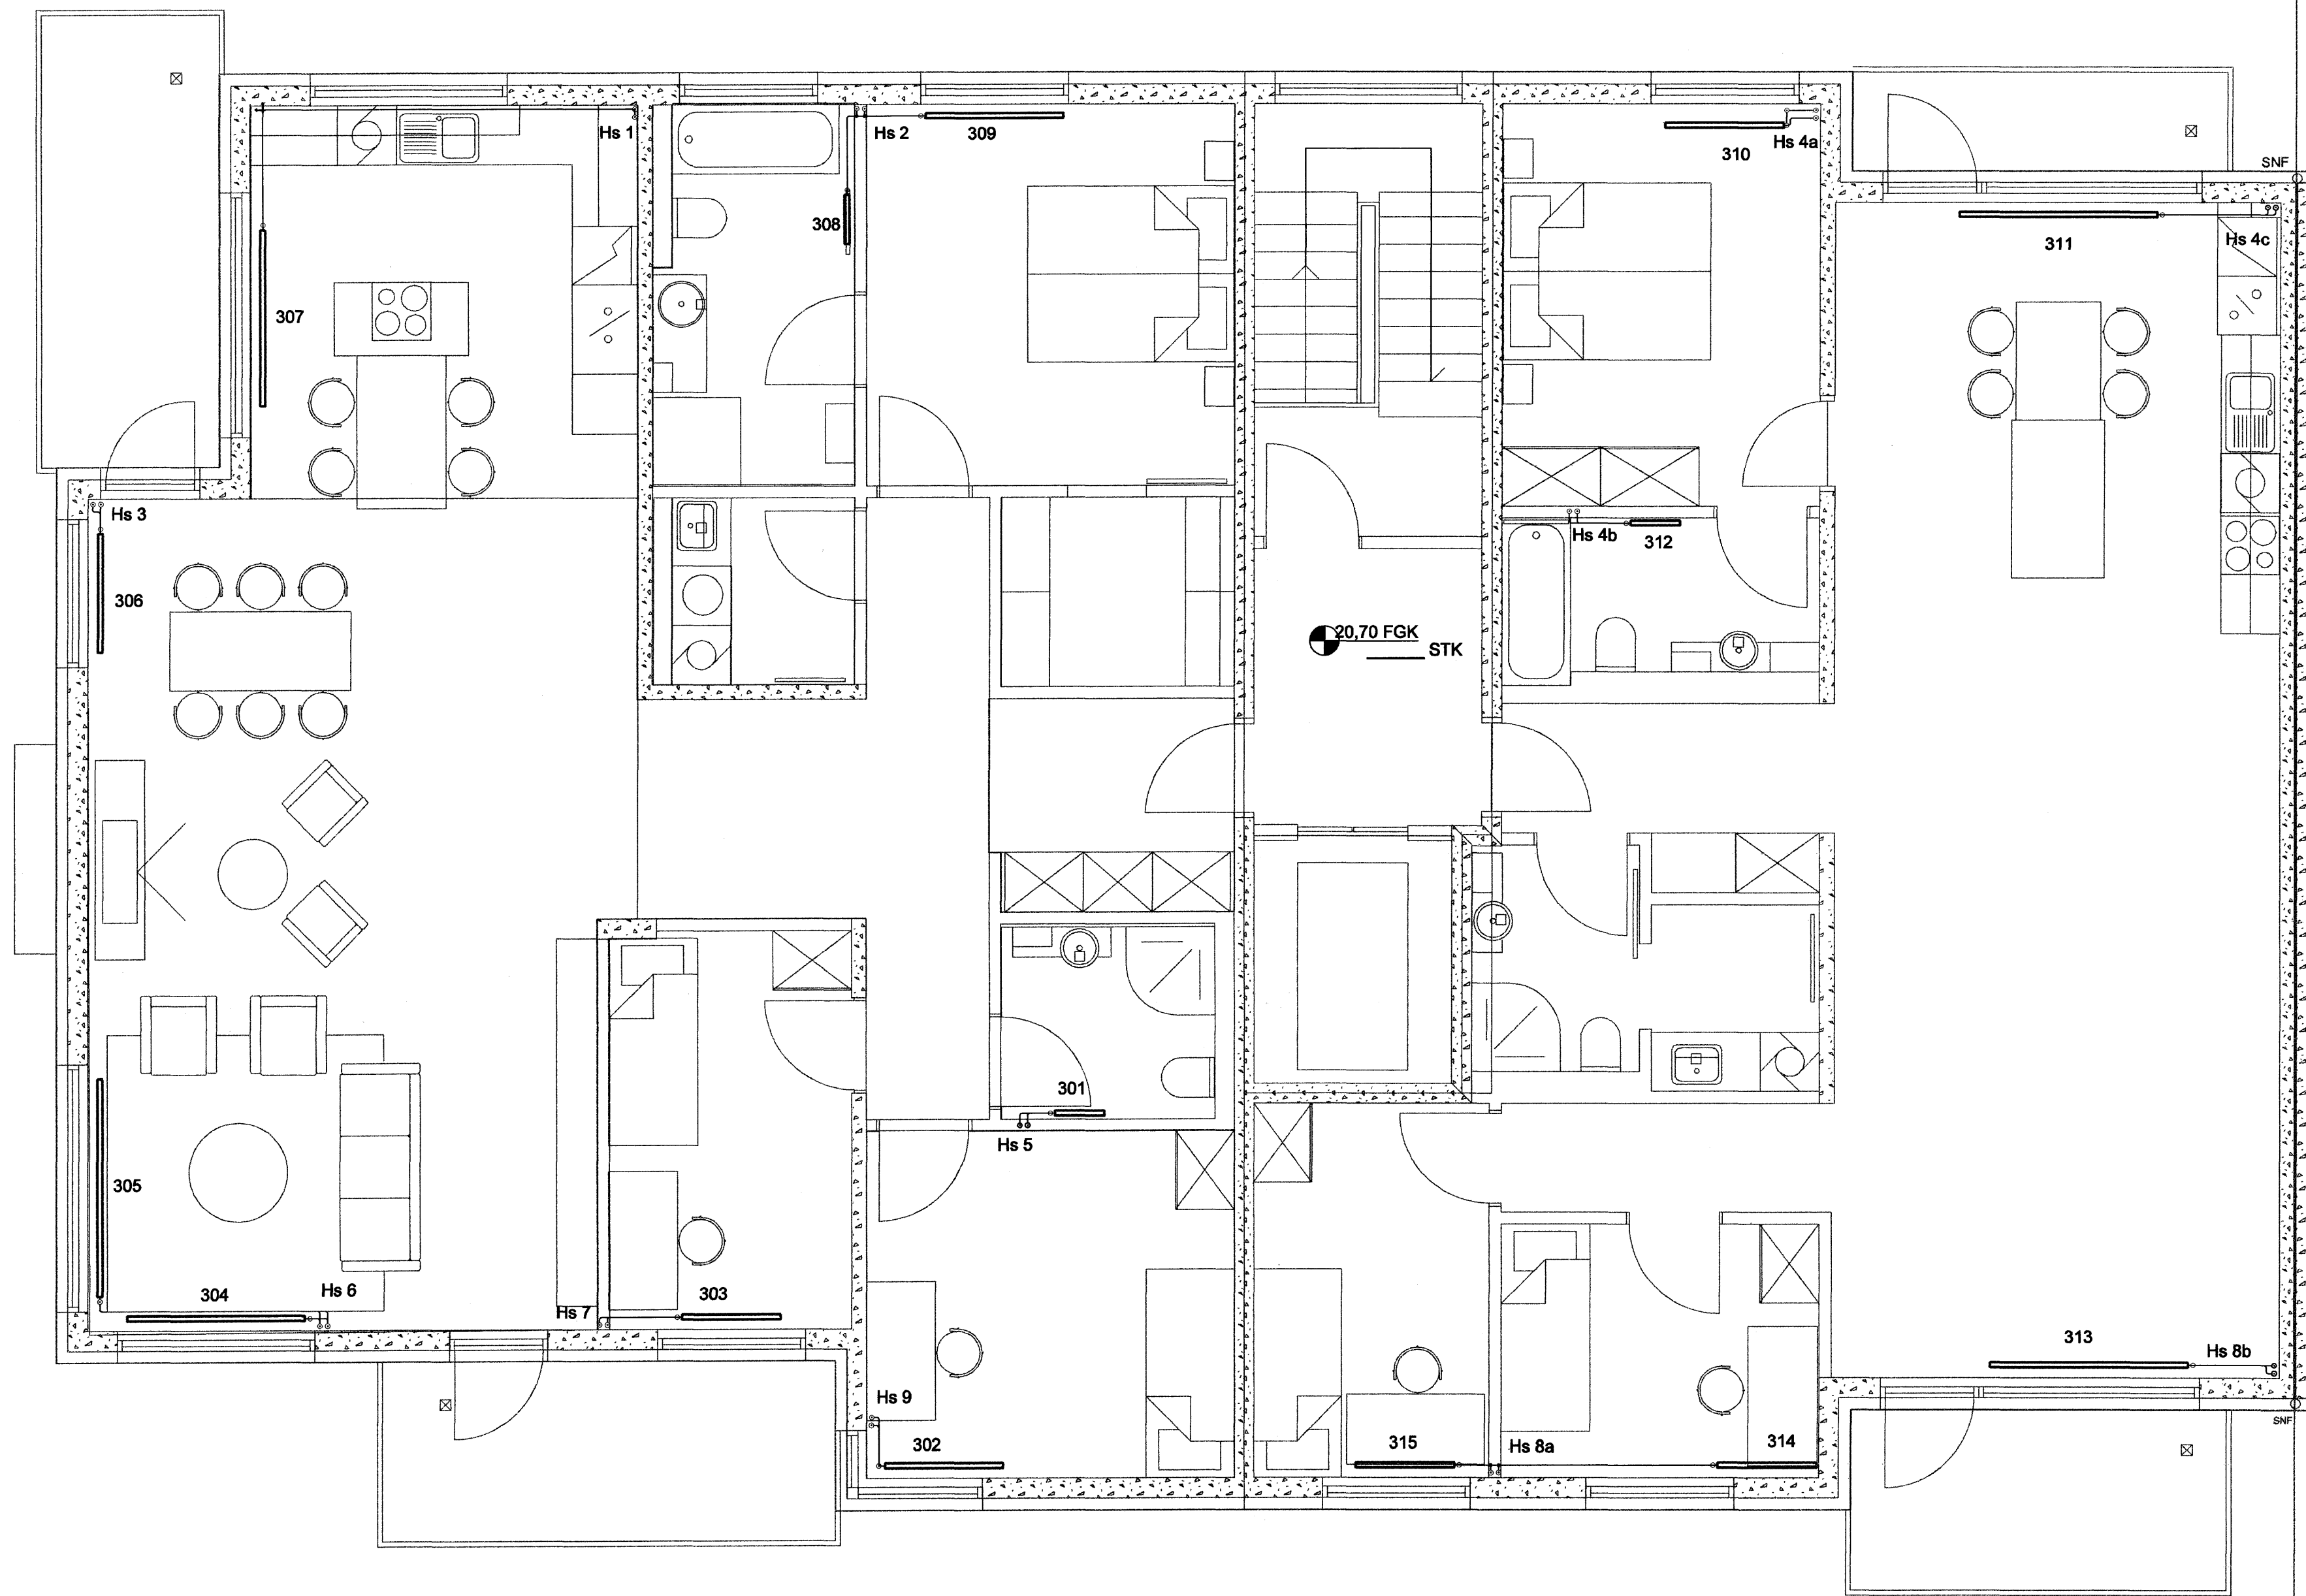 Hs 1
Hs 2
309
310
Hs 4a
SNF
308
311
Hs 4c
307
Hs 3
Hs 4b
312
306
20,70 FGK
STK
301
Hs 5
305
304
Hs 6
Hs 7
303
313
Hs 8b
Hs 9
302
315
Hs 8a
314
SNF